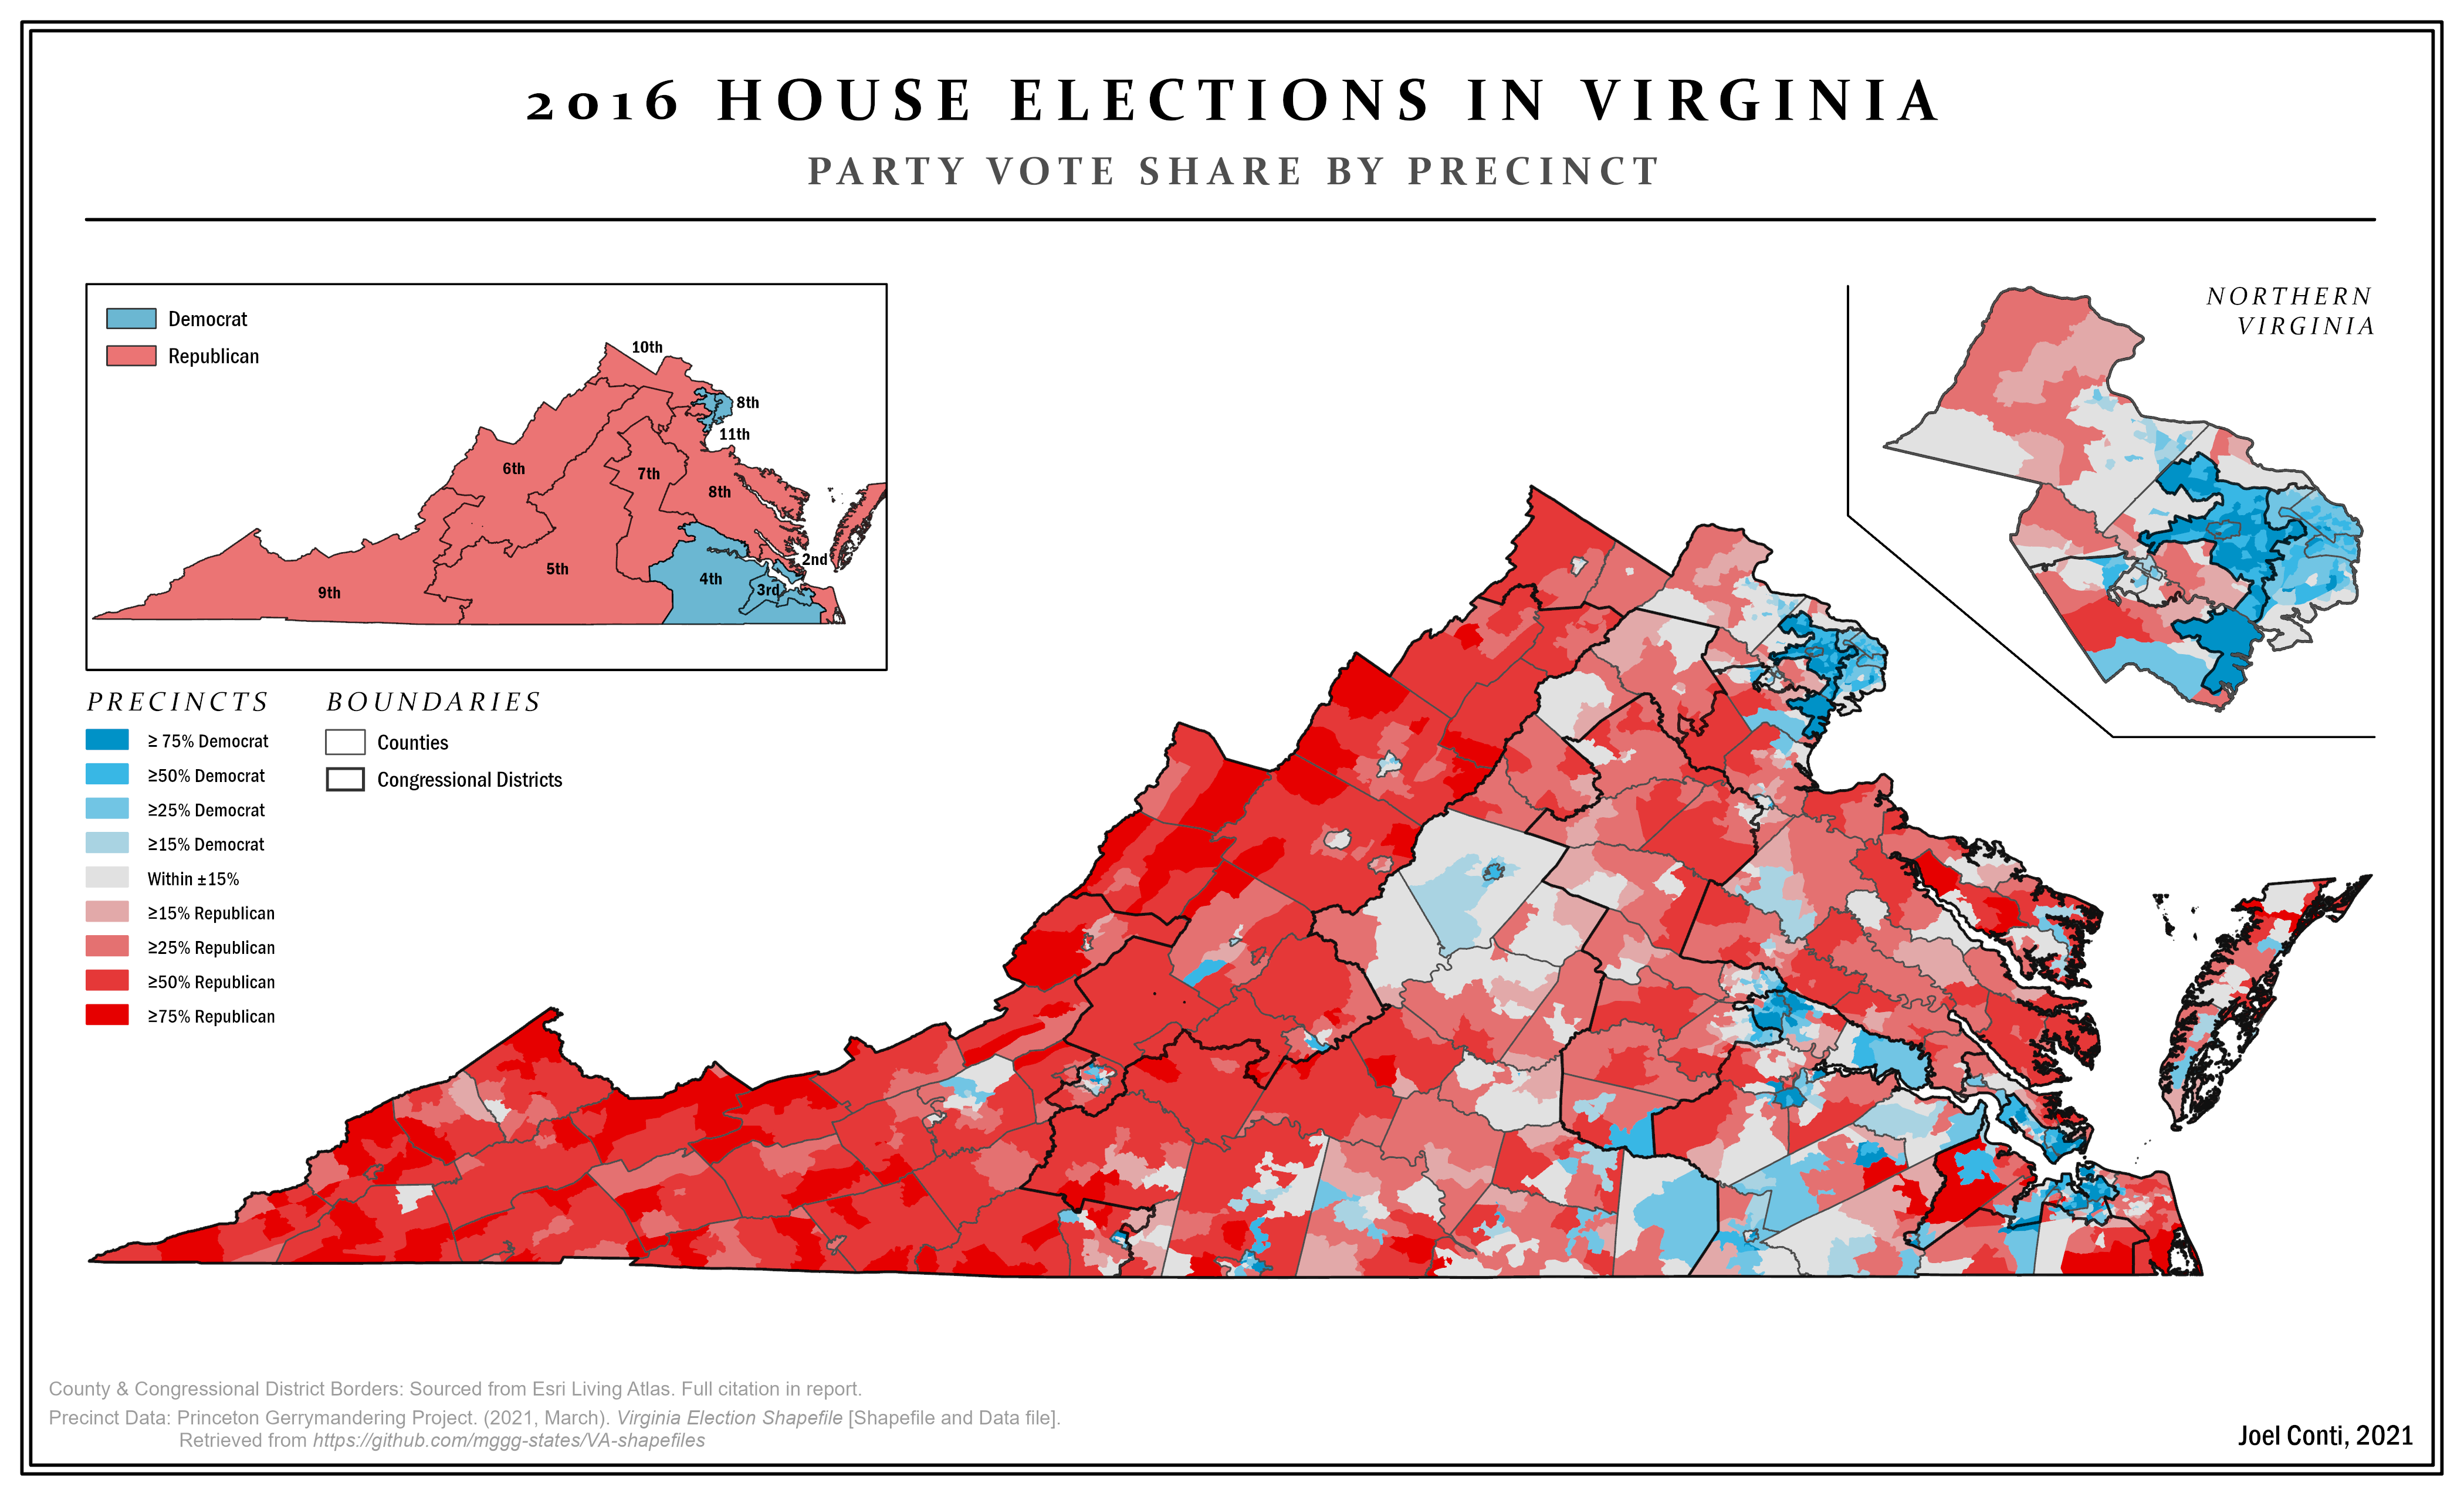 2016 HOUSE ELECTIONS IN VIRGINIA
PARTY VOTE SHARE BY PRECINCT
Democrat
Republican
10th
8th
11th
6th
7th
8th
2nd
5th
4th
3rd
9th
NORTHERN
VIRGINIA
PRECINCTS
≥ 75% Democrat
≥50% Democrat
≥25% Democrat
≥15% Democrat
Within ±15%
≥15% Republican
≥25% Republican
≥50% Republican
≥75% Republican
BOUNDARIES
Counties
Congressional Districts
County & Congressional District Borders: Sourced from Esri Living Atlas. Full citation in report.
Precinct Data: Princeton Gerrymandering Project. (2021, March). Virginia Election Shapefile [Shapefile and Data file].
Retrieved from https://github.com/mggg-states/VA-shapefiles
Joel Conti, 2021